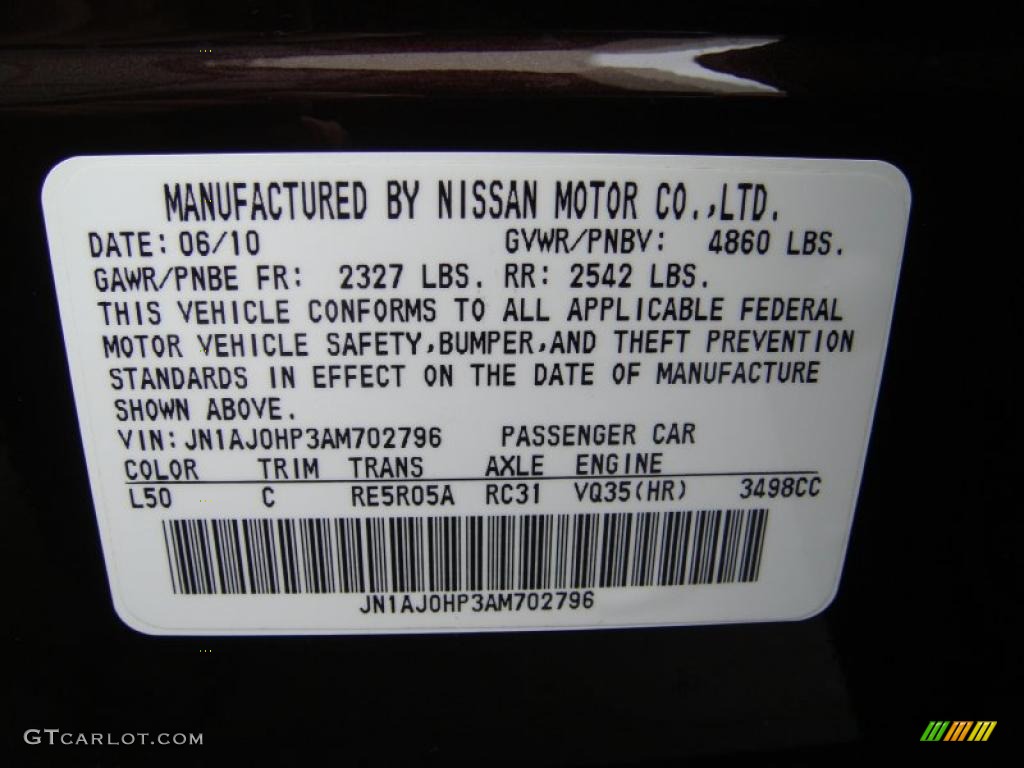 MANUFACTURED BY NISSAN MOTOR CO.,LTD.
DATE: 06/10 GVWR/PNBV: 4860 LBS.
GAWR/PNBE FR: 2327 LBS. RR: 2542 LBS.
THIS VEHICLE CONFORMS TO ALL APPLICABLE FEDERAL
MOTOR VEHICLE SAFETY,BUMPER,AND THEFT PREVENTION
STANDARDS IN EFFECT ON THE DATE OF MANUFACTURE
SHOWN ABOVE.
VIN:JN1AJ0HP3AM702796 PASSENGER CAR
COLOR TRIM TRANS AXLE ENGINE
L50 C RE5R05A RC31 VQ35(HR) 3498CC
JN1AJ0HP3AM702796
GTCARLOT.COM